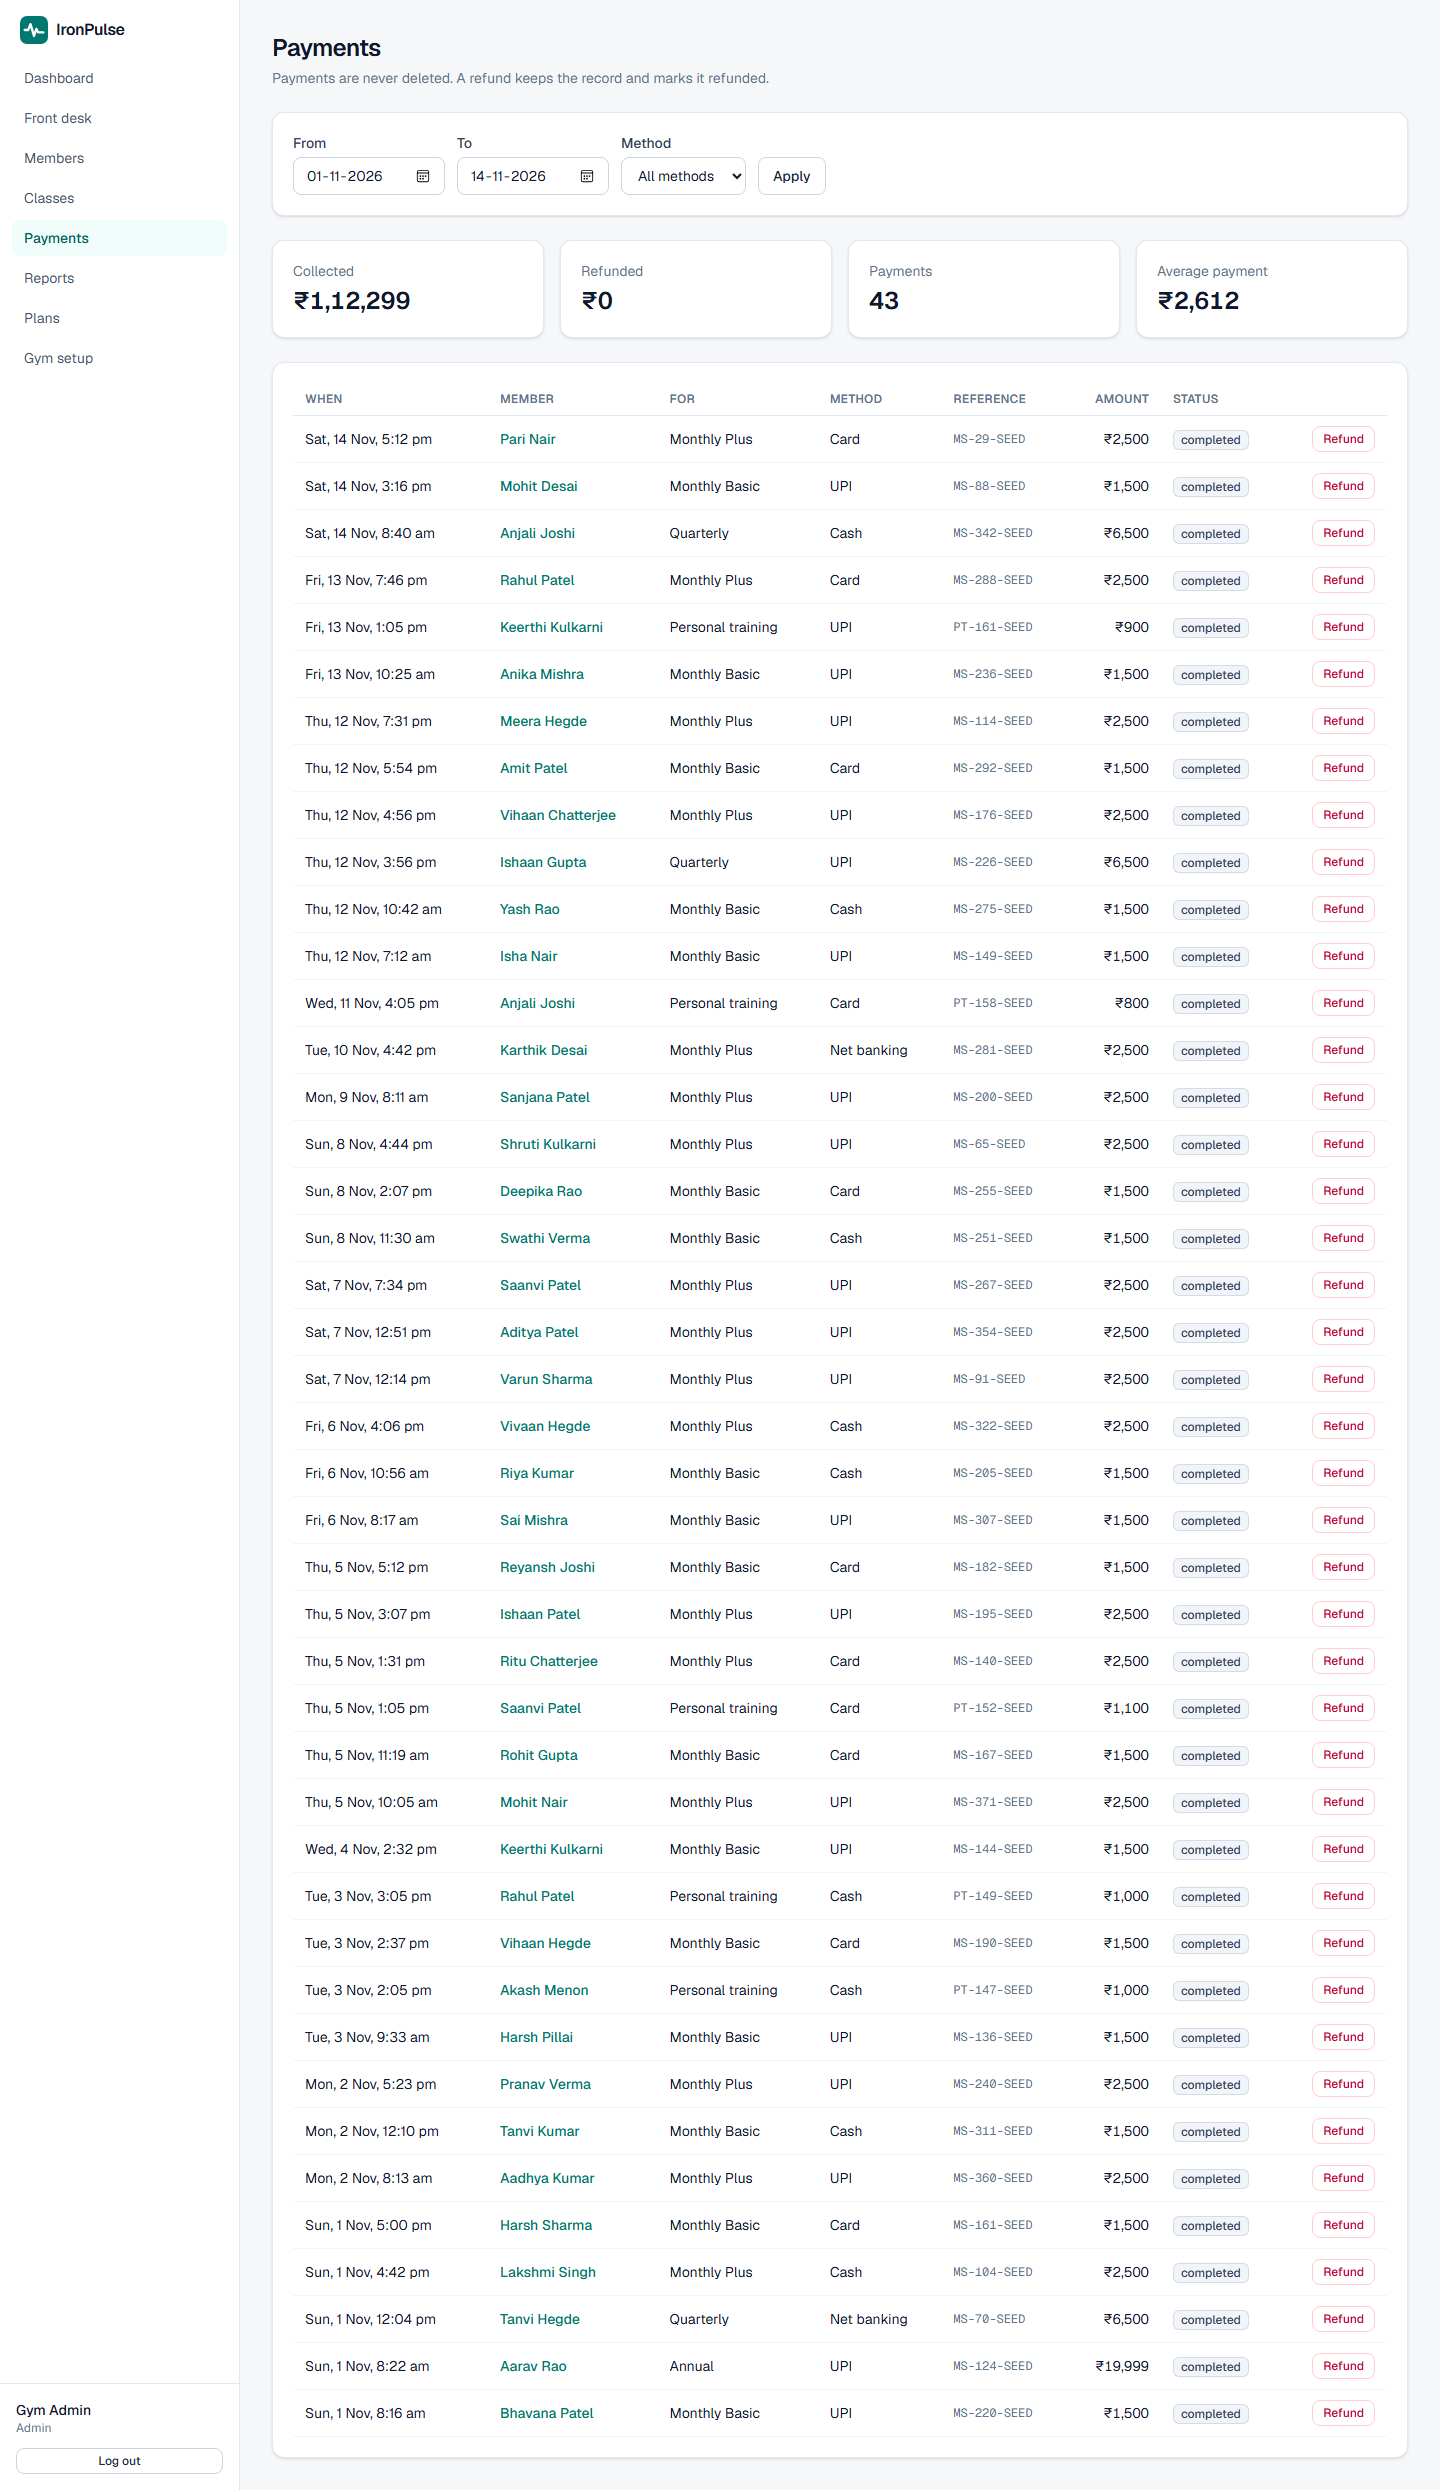 IronPulse
Dashboard
Front desk
Members
Classes
Payments
Reports
Plans
Gym setup
Gym Admin
Admin
Log out
Payments
Payments are never deleted. A refund keeps the record and marks it refunded.
From To Method
01-11-2026 14-11-2026 All methods Apply
Collected Refunded Payments Average payment
₹1,12,299 ₹0 43 ₹2,612
WHEN MEMBER FOR METHOD REFERENCE AMOUNT STATUS
Sat, 14 Nov, 5:12 pm Pari Nair Monthly Plus Card MS-29-SEED ₹2,500 completed Refund
Sat, 14 Nov, 3:16 pm Mohit Desai Monthly Basic UPI MS-88-SEED ₹1,500 completed Refund
Sat, 14 Nov, 8:40 am Anjali Joshi Quarterly Cash MS-342-SEED ₹6,500 completed Refund
Fri, 13 Nov, 7:46 pm Rahul Patel Monthly Plus Card MS-288-SEED ₹2,500 completed Refund
Fri, 13 Nov, 1:05 pm Keerthi Kulkarni Personal training UPI PT-161-SEED ₹900 completed Refund
Fri, 13 Nov, 10:25 am Anika Mishra Monthly Basic UPI MS-236-SEED ₹1,500 completed Refund
Thu, 12 Nov, 7:31 pm Meera Hegde Monthly Plus UPI MS-114-SEED ₹2,500 completed Refund
Thu, 12 Nov, 5:54 pm Amit Patel Monthly Basic Card MS-292-SEED ₹1,500 completed Refund
Thu, 12 Nov, 4:56 pm Vihaan Chatterjee Monthly Plus UPI MS-176-SEED ₹2,500 completed Refund
Thu, 12 Nov, 3:56 pm Ishaan Gupta Quarterly UPI MS-226-SEED ₹6,500 completed Refund
Thu, 12 Nov, 10:42 am Yash Rao Monthly Basic Cash MS-275-SEED ₹1,500 completed Refund
Thu, 12 Nov, 7:12 am Isha Nair Monthly Basic UPI MS-149-SEED ₹1,500 completed Refund
Wed, 11 Nov, 4:05 pm Anjali Joshi Personal training Card PT-158-SEED ₹800 completed Refund
Tue, 10 Nov, 4:42 pm Karthik Desai Monthly Plus Net banking MS-281-SEED ₹2,500 completed Refund
Mon, 9 Nov, 8:11 am Sanjana Patel Monthly Plus UPI MS-200-SEED ₹2,500 completed Refund
Sun, 8 Nov, 4:44 pm Shruti Kulkarni Monthly Plus UPI MS-65-SEED ₹2,500 completed Refund
Sun, 8 Nov, 2:07 pm Deepika Rao Monthly Basic Card MS-255-SEED ₹1,500 completed Refund
Sun, 8 Nov, 11:30 am Swathi Verma Monthly Basic Cash MS-251-SEED ₹1,500 completed Refund
Sat, 7 Nov, 7:34 pm Saanvi Patel Monthly Plus UPI MS-267-SEED ₹2,500 completed Refund
Sat, 7 Nov, 12:51 pm Aditya Patel Monthly Plus UPI MS-354-SEED ₹2,500 completed Refund
Sat, 7 Nov, 12:14 pm Varun Sharma Monthly Plus UPI MS-91-SEED ₹2,500 completed Refund
Fri, 6 Nov, 4:06 pm Vivaan Hegde Monthly Plus Cash MS-322-SEED ₹2,500 completed Refund
Fri, 6 Nov, 10:56 am Riya Kumar Monthly Basic Cash MS-205-SEED ₹1,500 completed Refund
Fri, 6 Nov, 8:17 am Sai Mishra Monthly Basic UPI MS-307-SEED ₹1,500 completed Refund
Thu, 5 Nov, 5:12 pm Reyansh Joshi Monthly Basic Card MS-182-SEED ₹1,500 completed Refund
Thu, 5 Nov, 3:07 pm Ishaan Patel Monthly Plus UPI MS-195-SEED ₹2,500 completed Refund
Thu, 5 Nov, 1:31 pm Ritu Chatterjee Monthly Plus Card MS-140-SEED ₹2,500 completed Refund
Thu, 5 Nov, 1:05 pm Saanvi Patel Personal training Card PT-152-SEED ₹1,100 completed Refund
Thu, 5 Nov, 11:19 am Rohit Gupta Monthly Basic Card MS-167-SEED ₹1,500 completed Refund
Thu, 5 Nov, 10:05 am Mohit Nair Monthly Plus UPI MS-371-SEED ₹2,500 completed Refund
Wed, 4 Nov, 2:32 pm Keerthi Kulkarni Monthly Basic UPI MS-144-SEED ₹1,500 completed Refund
Tue, 3 Nov, 3:05 pm Rahul Patel Personal training Cash PT-149-SEED ₹1,000 completed Refund
Tue, 3 Nov, 2:37 pm Vihaan Hegde Monthly Basic Card MS-190-SEED ₹1,500 completed Refund
Tue, 3 Nov, 2:05 pm Akash Menon Personal training Cash PT-147-SEED ₹1,000 completed Refund
Tue, 3 Nov, 9:33 am Harsh Pillai Monthly Basic UPI MS-136-SEED ₹1,500 completed Refund
Mon, 2 Nov, 5:23 pm Pranav Verma Monthly Plus UPI MS-240-SEED ₹2,500 completed Refund
Mon, 2 Nov, 12:10 pm Tanvi Kumar Monthly Basic Cash MS-311-SEED ₹1,500 completed Refund
Mon, 2 Nov, 8:13 am Aadhya Kumar Monthly Plus UPI MS-360-SEED ₹2,500 completed Refund
Sun, 1 Nov, 5:00 pm Harsh Sharma Monthly Basic Card MS-161-SEED ₹1,500 completed Refund
Sun, 1 Nov, 4:42 pm Lakshmi Singh Monthly Plus Cash MS-104-SEED ₹2,500 completed Refund
Sun, 1 Nov, 12:04 pm Tanvi Hegde Quarterly Net banking MS-70-SEED ₹6,500 completed Refund
Sun, 1 Nov, 8:22 am Aarav Rao Annual UPI MS-124-SEED ₹19,999 completed Refund
Sun, 1 Nov, 8:16 am Bhavana Patel Monthly Basic UPI MS-220-SEED ₹1,500 completed Refund